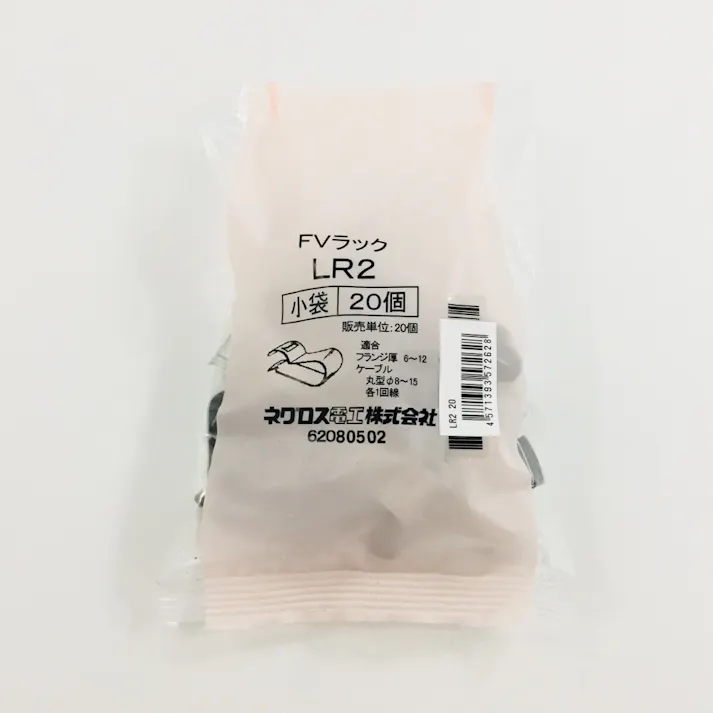 FVラック
LR2
小袋 20個
販売単位:20個
適合
フランジ厚 6~12
ケーブル
丸型φ8~15
各1回線
ネグロス電工株式会社
62080502
LR2 20
4571393572628